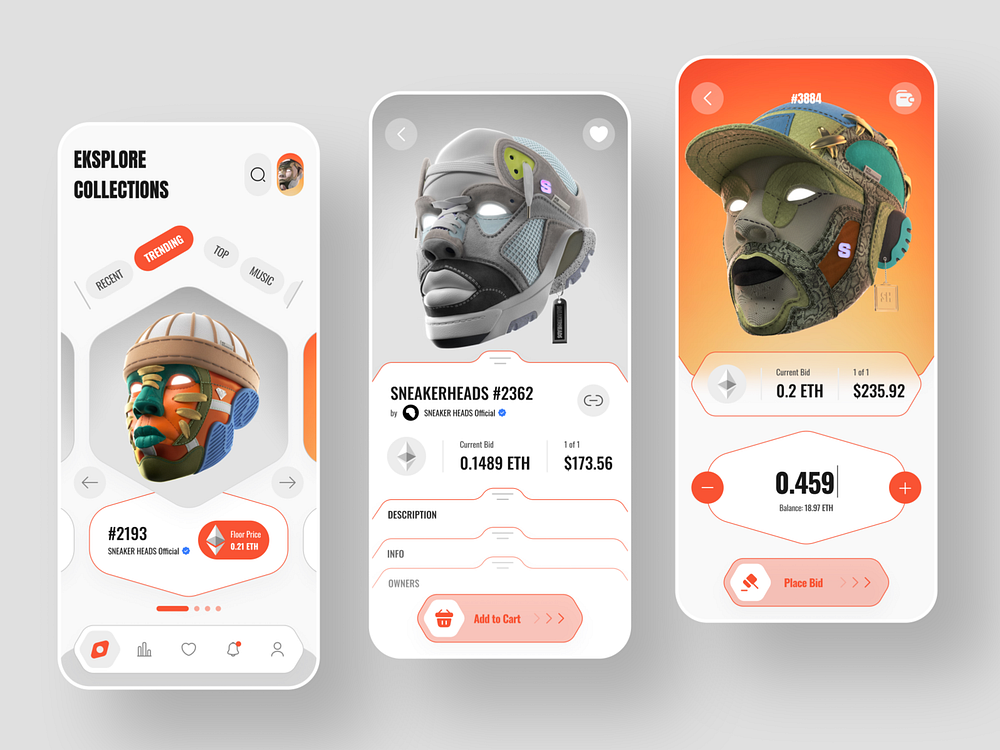 EKSPLORE
COLLECTIONS
RECENT
TRENDING
TOP
MUSIC
#2193
SNEAKER HEADS Official
Floor Price
0.21 ETH
S
SNEAKERHEADS #2362
by SNEAKER HEADS Official
Current Bid
0.1489 ETH
1 of 1
$173.56
DESCRIPTION
INFO
OWNERS
Add to Cart
#3884
S
Current Bid
0.2 ETH
1 of 1
$235.92
0.459
Balance: 18.97 ETH
Place Bid